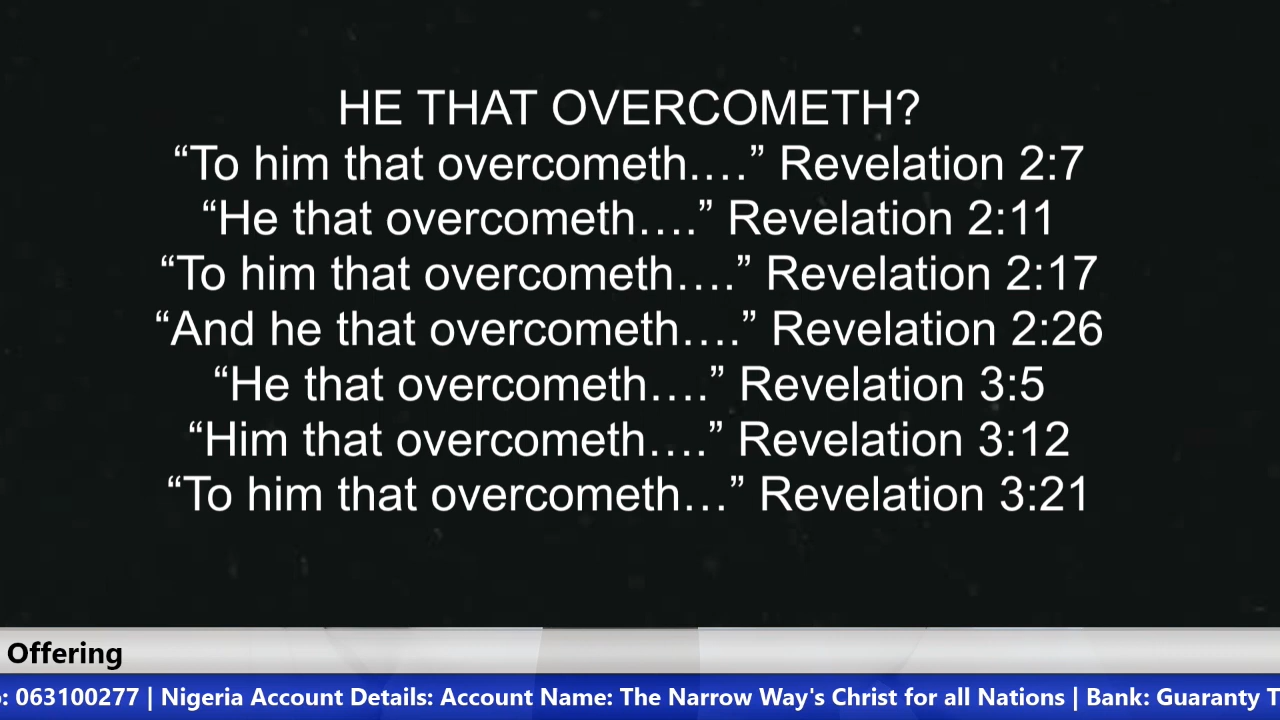 HE THAT OVERCOMETH?
“To him that overcometh....” Revelation 2:7
“He that overcometh....” Revelation 2:11
“To him that overcometh....” Revelation 2:17
“And he that overcometh....” Revelation 2:26
“He that overcometh....” Revelation 3:5
“Him that overcometh....” Revelation 3:12
“To him that overcometh...” Revelation 3:21
Offering
: 063100277 | Nigeria Account Details: Account Name: The Narrow Way's Christ for all Nations | Bank: Guaranty T